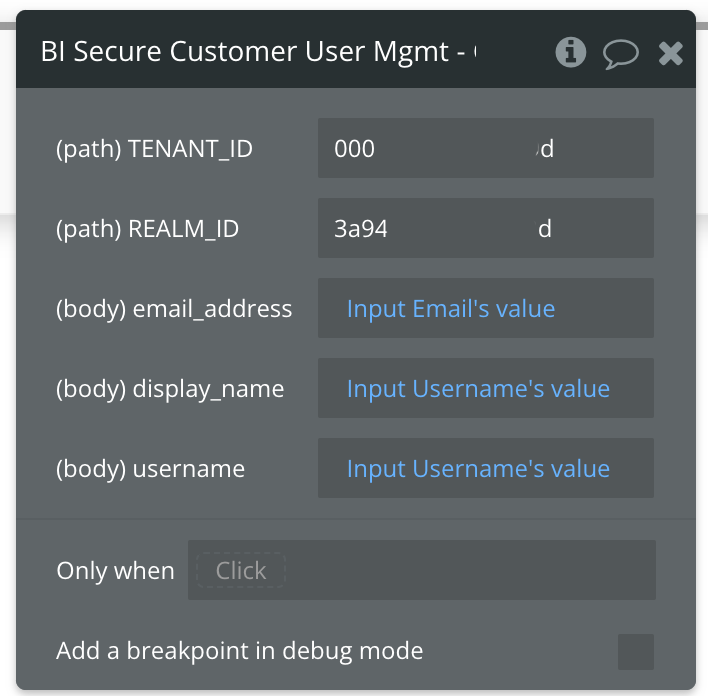 BI Secure Customer User Mgmt -
(path) TENANT_ID 000 d
(path) REALM_ID 3a94 d
(body) email_address Input Email's value
(body) display_name Input Username's value
(body) username Input Username's value
Only when Click
Add a breakpoint in debug mode